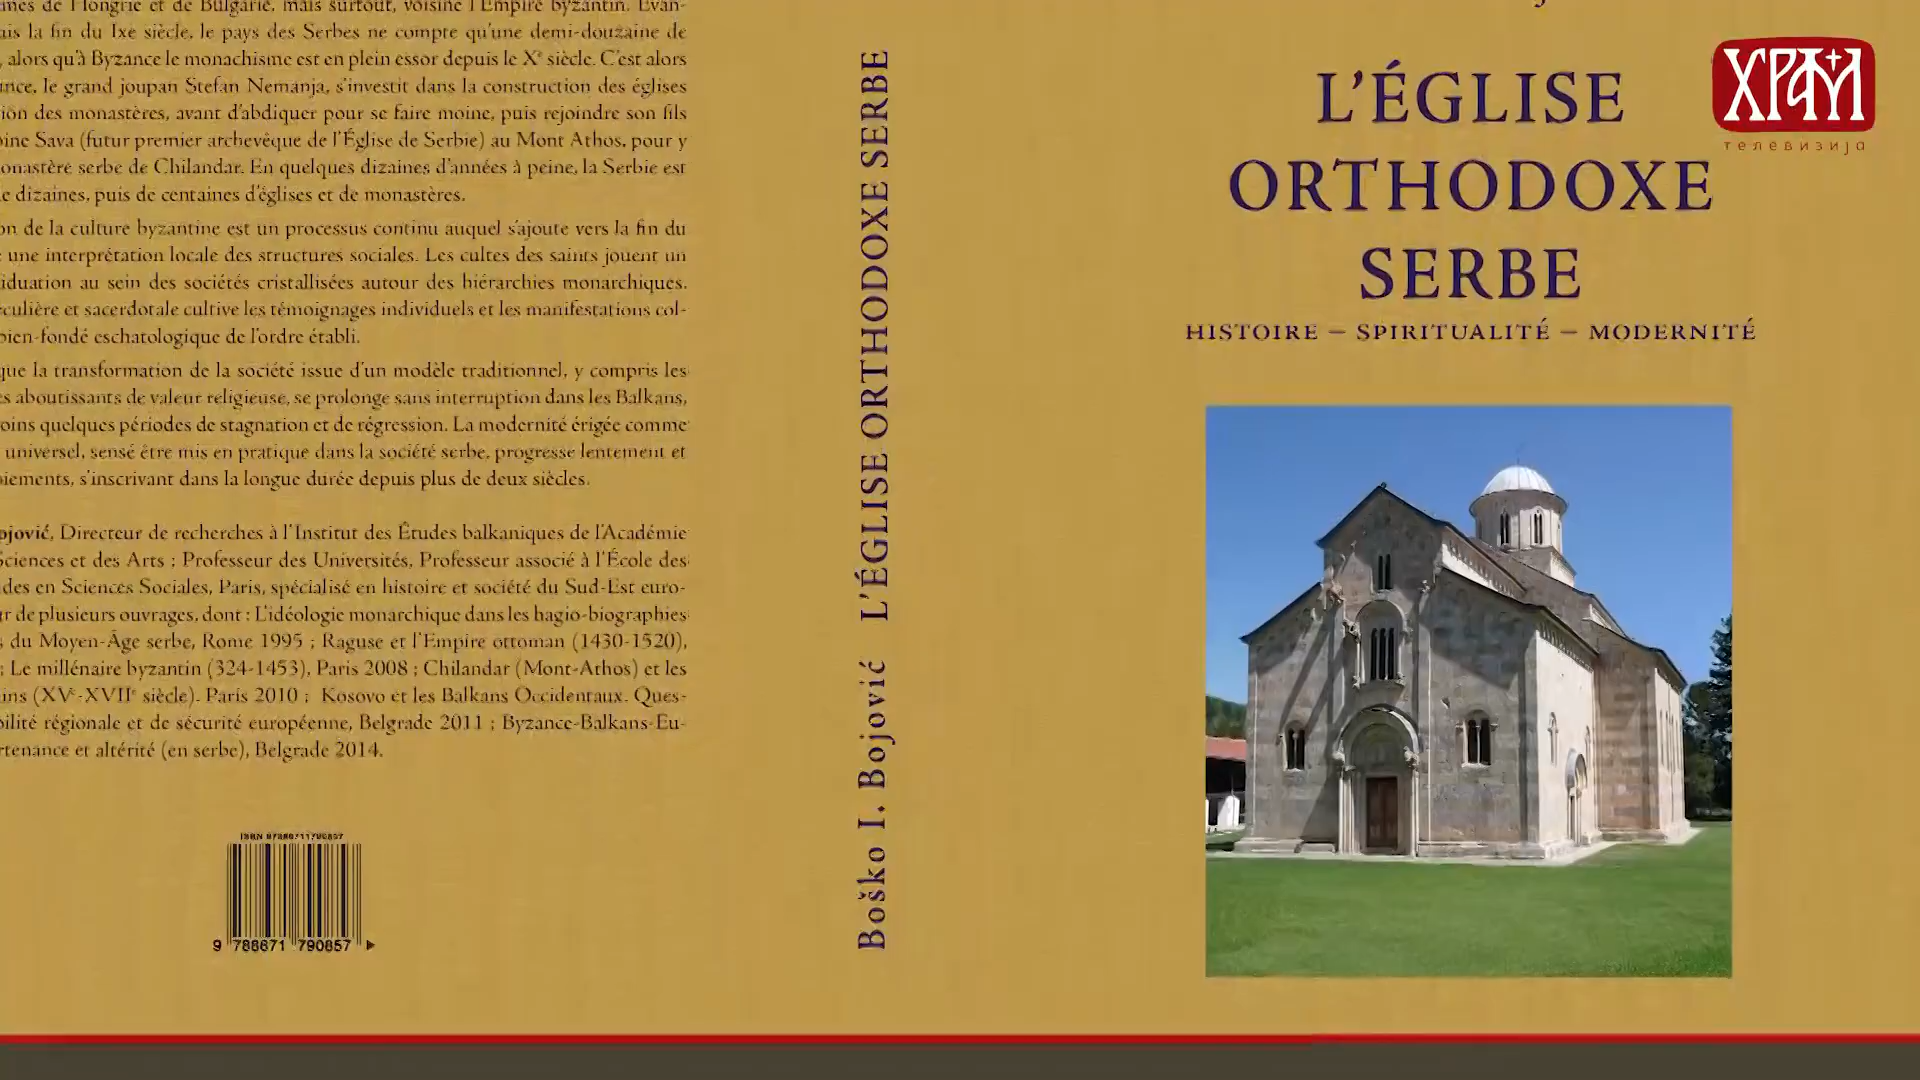 de Hongrie et de Bulgarie, mais surtout, voisine l'Empire byzantin. Évan-
la fin du Ixe siècle, le pays des Serbes ne compte qu'une demi-douzaine de
, alors qu'à Byzance le monachisme est en plein essor depuis le Xe siècle. C'est alors
le grand joupan Stefan Nemanja, s'investit dans la construction des églises
des monastères, avant d'abdiquer pour se faire moine, puis rejoindre son fils
Sava (futur premier archevêque de l'Église de Serbie) au Mont Athos, pour y
serbe de Chilandar. En quelques dizaines d'années à peine, la Serbie est
dizaines, puis de centaines d'églises et de monastères.
de la culture byzantine est un processus continu auquel s'ajoute vers la fin du
une interprétation locale des structures sociales. Les cultes des saints jouent un
au sein des sociétés cristallisées autour des hiérarchies monarchiques.
et sacerdotale cultive les témoignages individuels et les manifestations col-
bien-fondé eschatologique de l'ordre établi.
que la transformation de la société issue d'un modèle traditionnel, y compris les
aboutissants de valeur religieuse, se prolonge sans interruption dans les Balkans,
quelques périodes de stagnation et de régression. La modernité érigée comme
universel, sensé être mis en pratique dans la société serbe, progresse lentement et
s'inscrivant dans la longue durée depuis plus de deux siècles.
ojović, Directeur de recherches à l'Institut des Études balkaniques de l'Académie
Sciences et des Arts ; Professeur des Universités, Professeur associé à l'École des
des en Sciences Sociales, Paris, spécialisé en histoire et société du Sud-Est euro-
de plusieurs ouvrages, dont : L'idéologie monarchique dans les hagio-biographies
du Moyen-Âge serbe, Rome 1995 ; Raguse et l'Empire ottoman (1430-1520),
; Le millénaire byzantin (324-1453), Paris 2008 ; Chilandar (Mont-Athos) et les
(XVe-XVIIe siècle). Paris 2010 ; Kosovo et les Balkans Occidentaux. Ques-
bilité régionale et de sécurité européenne, Belgrade 2011 ; Byzance-Balkans-Eu-
rtenance et altérité (en serbe), Belgrade 2014.
ISBN 9788671790857
9 788671 790857
Boško I. Bojović L'ÉGLISE ORTHODOXE SERBE
L'ÉGLISE
ORTHODOXE
SERBE
HISTOIRE – SPIRITUALITÉ – MODERNITÉ
ХРАМ
телевизија